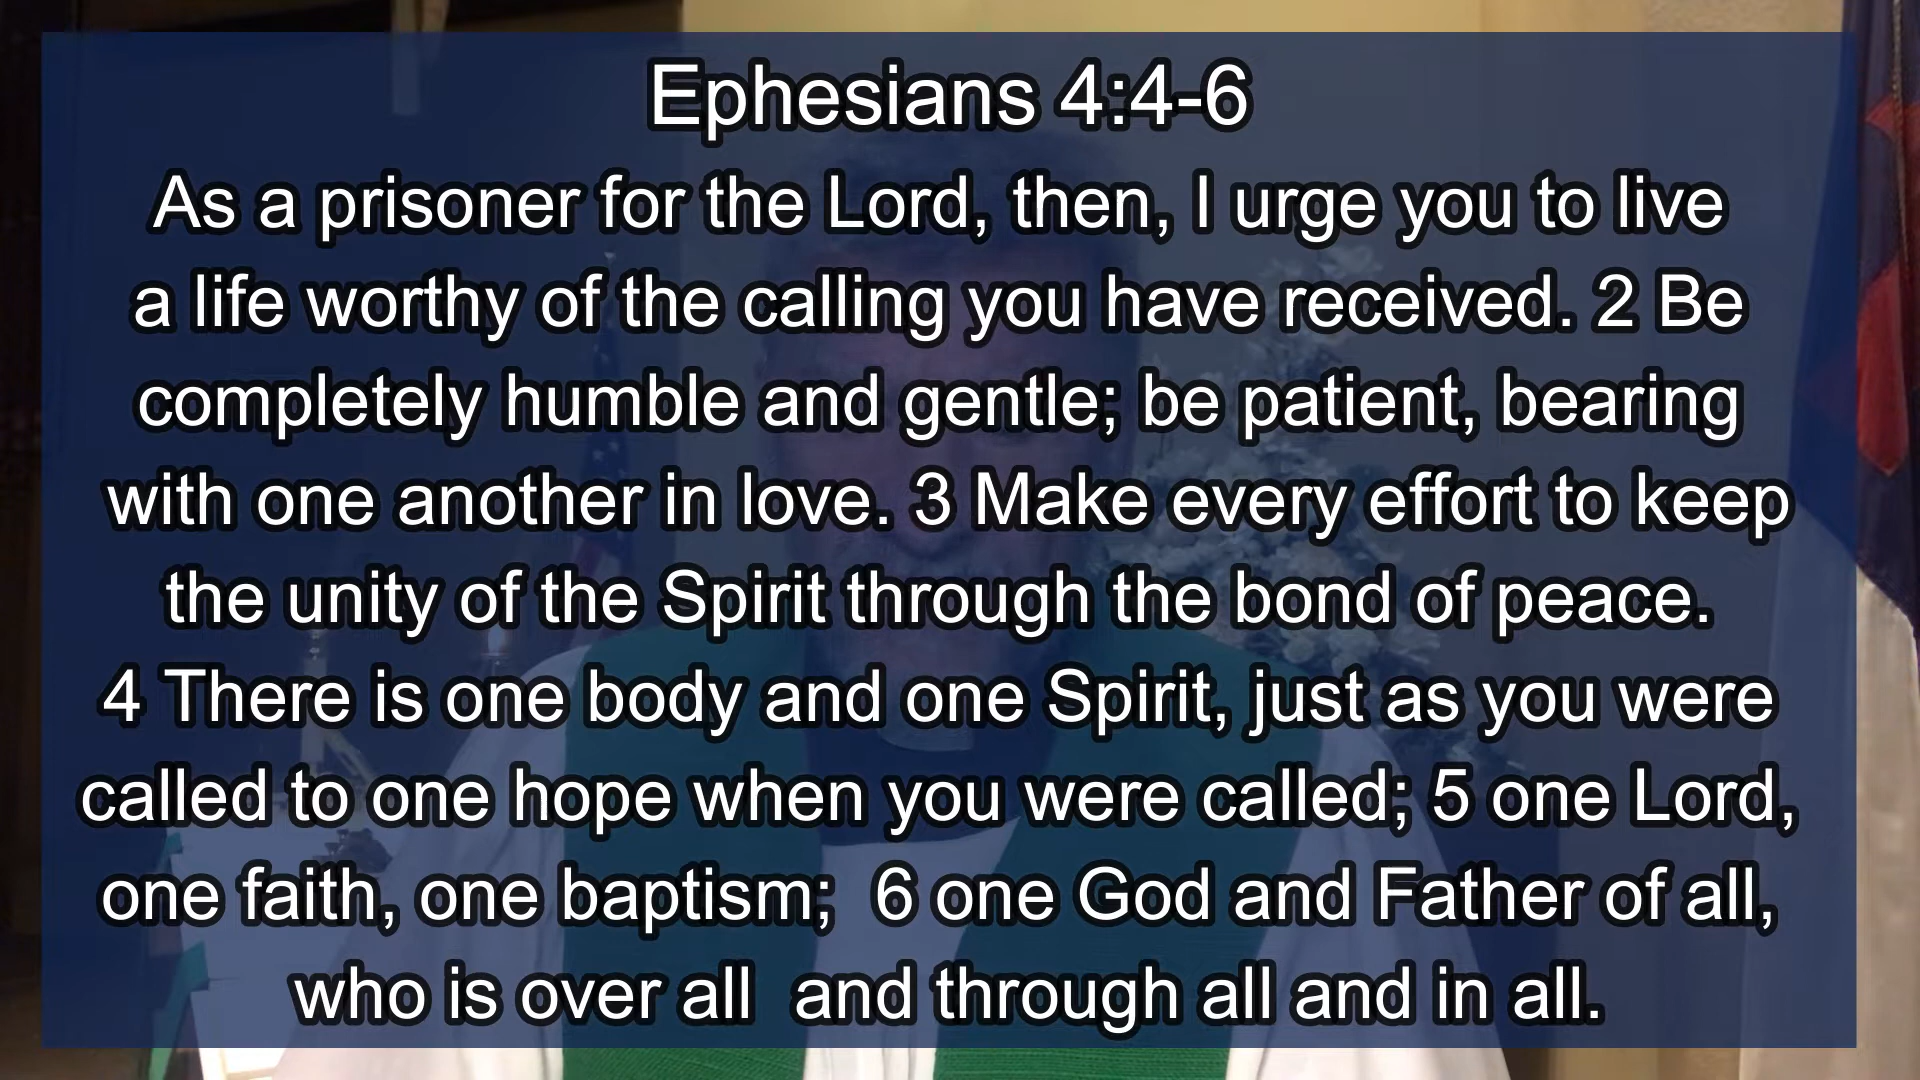 Ephesians 4:4-6
As a prisoner for the Lord, then, I urge you to live
a life worthy of the calling you have received. 2 Be
completely humble and gentle; be patient, bearing
with one another in love. 3 Make every effort to keep
the unity of the Spirit through the bond of peace.
4 There is one body and one Spirit, just as you were
called to one hope when you were called; 5 one Lord,
one faith, one baptism;  6 one God and Father of all,
who is over all  and through all and in all.